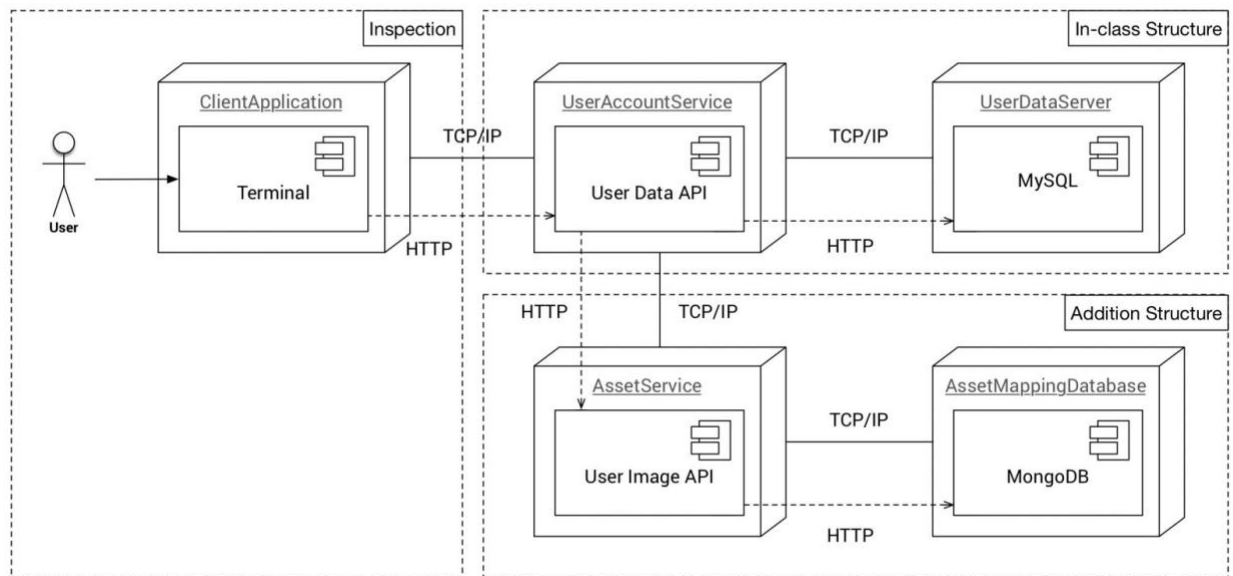 Inspection
In-class Structure
ClientApplication
UserAccountService
UserDataServer
TCP/IP
TCP/IP
Terminal
User Data API
MySQL
User
HTTP
HTTP
Addition Structure
HTTP
TCP/IP
AssetService
AssetMappingDatabase
TCP/IP
User Image API
MongoDB
HTTP